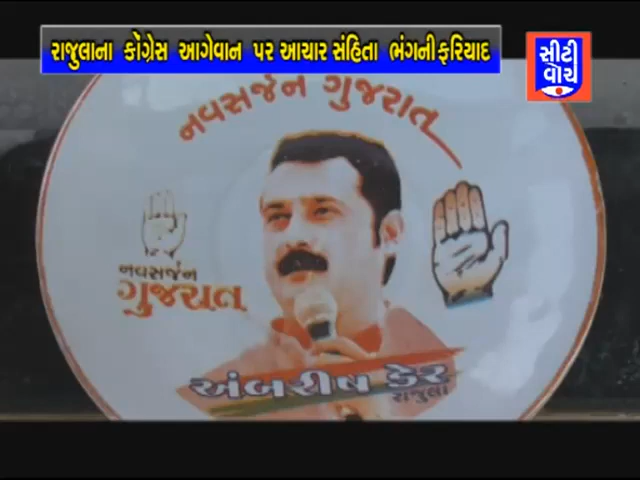 રાજુલાના કોંગ્રેસ આગેવાન પર આચાર સંહિતા ભંગની ફરિયાદ
સીટી
વોચ
નવસર્જન ગુજરાત
નવસર્જન
ગુજરાત
અંબરીષ ડેર
રાજુલા